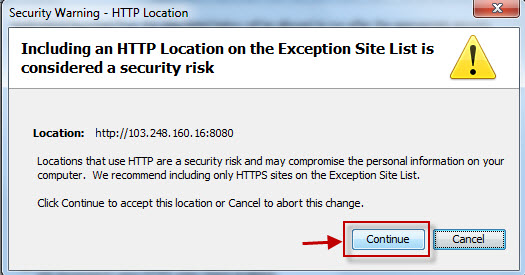 Security Warning - HTTP Location
Including an HTTP Location on the Exception Site List is
considered a security risk
Location: http://103.248.160.16:8080
Locations that use HTTP are a security risk and may compromise the personal information on your
computer. We recommend including only HTTPS sites on the Exception Site List.
Click Continue to accept this location or Cancel to abort this change.
Continue
Cancel